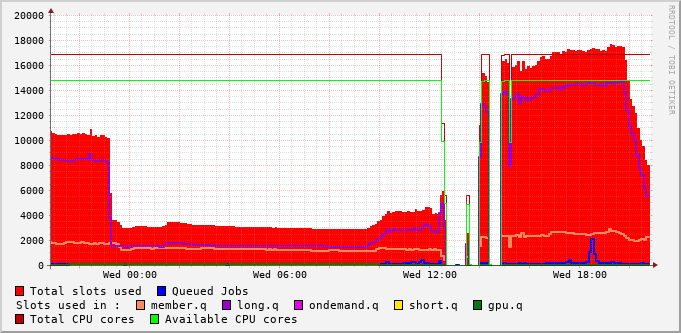 20000
18000
16000
14000
12000
10000
8000
6000
4000
2000
0
Wed 00:00 Wed 06:00 Wed 12:00 Wed 18:00
RRDTOOL / TOBI OETIKER
Total slots used Queued Jobs
Slots used in : member.q long.q ondemand.q short.q gpu.q
Total CPU cores Available CPU cores